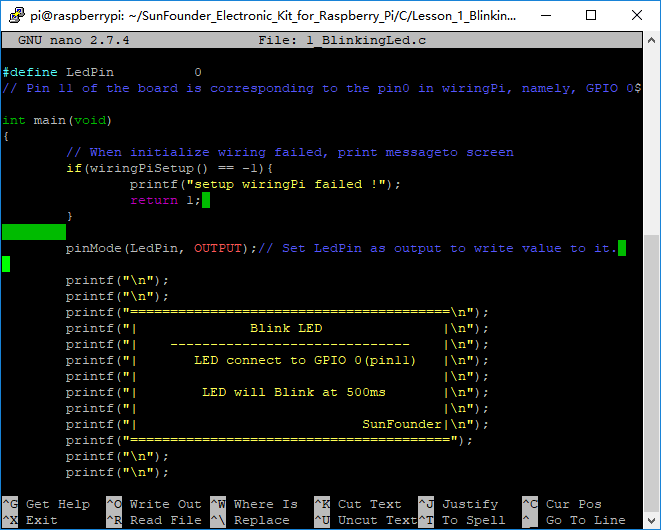 pi@raspberrypi: ~/SunFounder_Electronic_Kit_for_Raspberry_Pi/C/Lesson_1_Blinkin...
GNU nano 2.7.4                File: 1_BlinkingLed.c
#define LedPin          0
// Pin 11 of the board is corresponding to the pin0 in wiringPi, namely, GPIO 0$
int main(void)
{
        // When initialize wiring failed, print messageto screen
        if(wiringPiSetup() == -1){
                printf("setup wiringPi failed !");
                return 1;
        }
        pinMode(LedPin, OUTPUT);// Set LedPin as output to write value to it.
        printf("\n");
        printf("\n");
        printf("========================================\n");
        printf("|              Blink LED               |\n");
        printf("|    ------------------------------    |\n");
        printf("|       LED connect to GPIO 0(pin11)   |\n");
        printf("|                                      |\n");
        printf("|        LED will Blink at 500ms       |\n");
        printf("|                                      |\n");
        printf("|                            SunFounder|\n");
        printf("========================================");
        printf("\n");
        printf("\n");
^G Get Help  ^O Write Out ^W Where Is  ^K Cut Text  ^J Justify   ^C Cur Pos
^X Exit      ^R Read File ^\ Replace   ^U Uncut Text^T To Spell  ^_ Go To Line